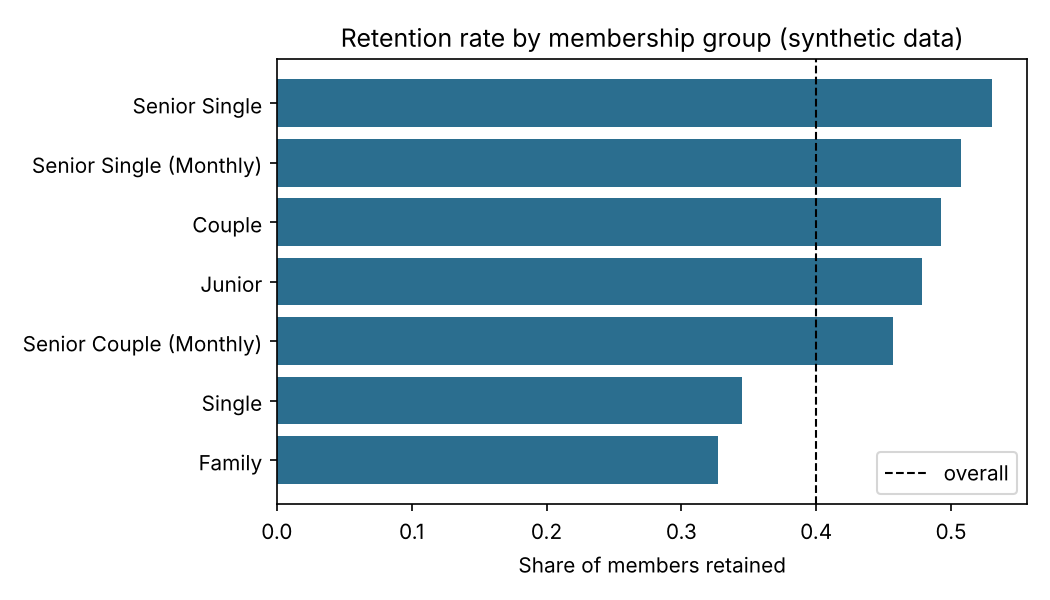 Retention rate by membership group (synthetic data)
Senior Single
Senior Single (Monthly)
Couple
Junior
Senior Couple (Monthly)
Single
Family
overall
0.0 0.1 0.2 0.3 0.4 0.5
Share of members retained